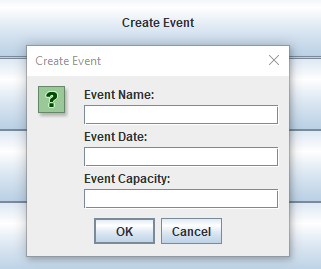 Create Event
Create Event
?
Event Name:
Event Date:
Event Capacity:
OK
Cancel